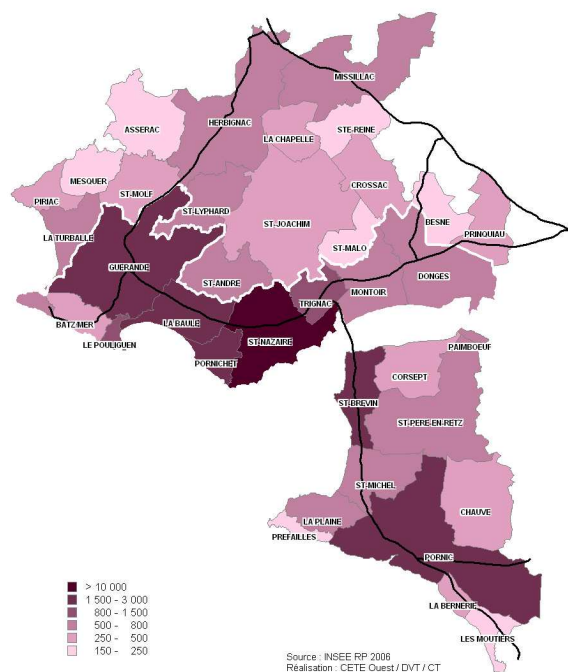 MISSILLAC
HERBIGNAC
ASSERAC
LA CHAPELLE
STE-REINE
MESQUER
ST-MOLF
CROSSAC
PIRIAC
ST-LYPHARD
ST-JOACHIM
BESNE
PRINQUIAU
LA TURBALLE
ST-MALO
GUERANDE
ST-ANDRE
DONGES
MONTOIR
TRIGNAC
BATZ/MER
LA BAULE
LE POULIGUEN
ST-NAZAIRE
PORNICHET
PAIMBOEUF
CORSEPT
ST-BREVIN
ST-PERE-EN-RETZ
ST-MICHEL
CHAUVE
LA PLAINE
PREFAILLES
PORNIC
LA BERNERIE
LES MOUTIERS
> 10 000
1 500 - 3 000
800 - 1 500
500 - 800
250 - 500
150 - 250
Source : INSEE RP 2006
Réalisation : CETE Ouest / DVT / CT